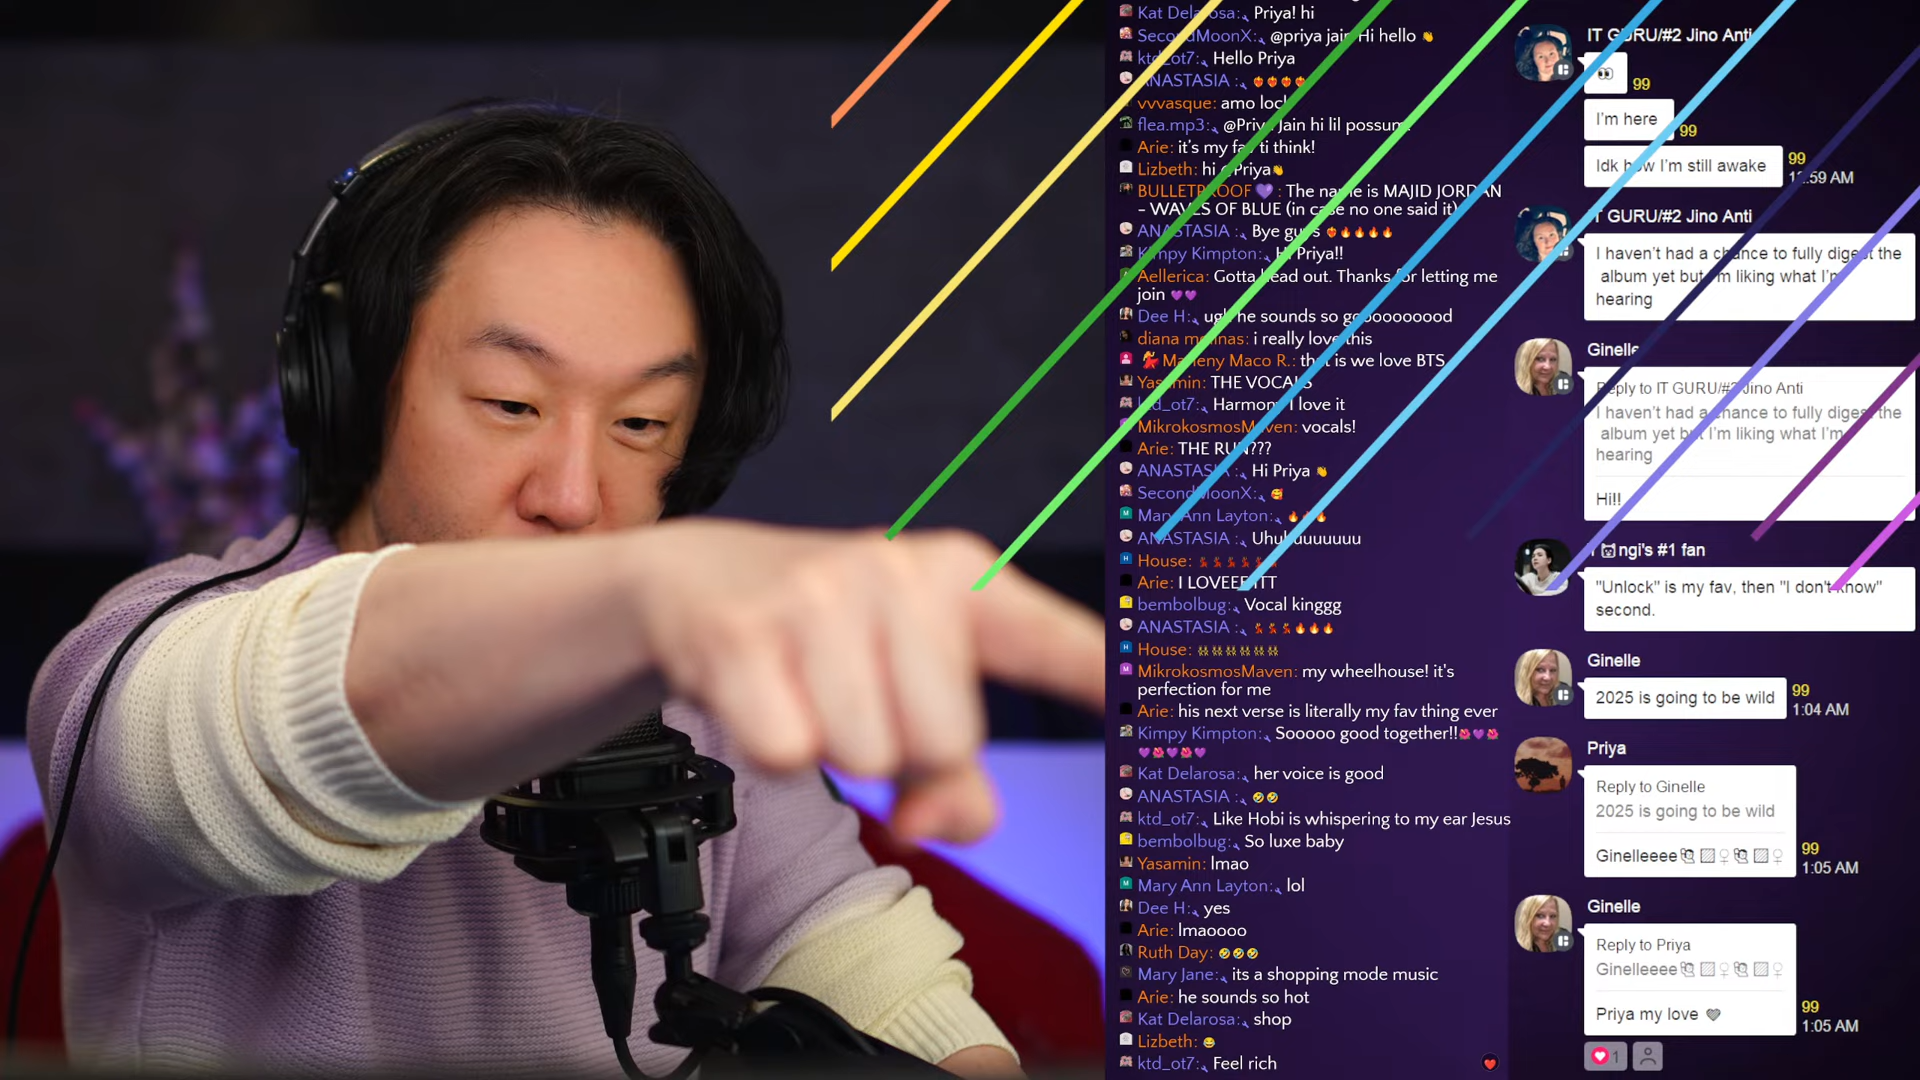 Kat Delarosa: Priya! hi
SecondMoonX: @priya jain Hi hello 👏
ktd_ot7: Hello Priya
ANASTASIA : ❤️‍🔥❤️‍🔥❤️‍🔥❤️‍🔥
vvvasque: amo
flea.mp3: @Priya Jain hi lil possum
Arie: it's my fav ti think!
Lizbeth: hi @Priya👏
BULLETPROOF 💜 : The name is MAJID JORDAN
- WAVES OF BLUE (in case no one said it)
ANASTASIA : Bye guys ❤️‍🔥🔥🔥🔥🔥
Kimpy Kimpton: Hi Priya!!
Aellerica: Gotta head out. Thanks for letting me
join 💜💜
Dee H: ugh he sounds so gooooooooood
diana molinas: i really love this
💃 Marleny Maco R.: that is we love BTS
Yasamin: THE VOCALS
ktd_ot7: Harmony I love it
MikrokosmosMaven: vocals!
Arie: THE RUN???
ANASTASIA : Hi Priya 👏
SecondMoonX: 🥰
Mary Ann Layton: 🔥🔥🔥
ANASTASIA : Uhuhuuuuuuu
House: 💃💃💃💃💃💃
Arie: I LOVEEE ITT
bembolbug: Vocal kinggg
ANASTASIA : 💃💃💃🔥🔥🔥
House: 👯👯👯👯👯👯
MikrokosmosMaven: my wheelhouse! it's
perfection for me
Arie: his next verse is literally my fav thing ever
Kimpy Kimpton: Sooooo good together!!🌺💜🌺
💜🌺💜🌺💜
Kat Delarosa: her voice is good
ANASTASIA : 🤣🤣
ktd_ot7: Like Hobi is whispering to my ear Jesus
bembolbug: So luxe baby
Yasamin: lmao
Mary Ann Layton: lol
Dee H: yes
Arie: lmaoooo
Ruth Day: 🤣🤣🤣
Mary Jane: its a shopping mode music
Arie: he sounds so hot
Kat Delarosa: shop
Lizbeth: 😂
ktd_ot7: Feel rich
IT GURU/#2 Jino Anti
👀
99
I'm here
99
Idk how I'm still awake
99
12:59 AM
IT GURU/#2 Jino Anti
I haven't had a chance to fully digest the
album yet but I'm liking what I'm
hearing
Ginelle
Reply to IT GURU/#2 Jino Anti
I haven't had a chance to fully digest the
album yet but I'm liking what I'm
hearing
Hi!!
ngi's #1 fan
"Unlock" is my fav, then "I don't know"
second.
Ginelle
2025 is going to be wild
99
1:04 AM
Priya
Reply to Ginelle
2025 is going to be wild
Ginelleeee
99
1:05 AM
Ginelle
Reply to Priya
Ginelleeee
Priya my love 🩶
99
1:05 AM
1